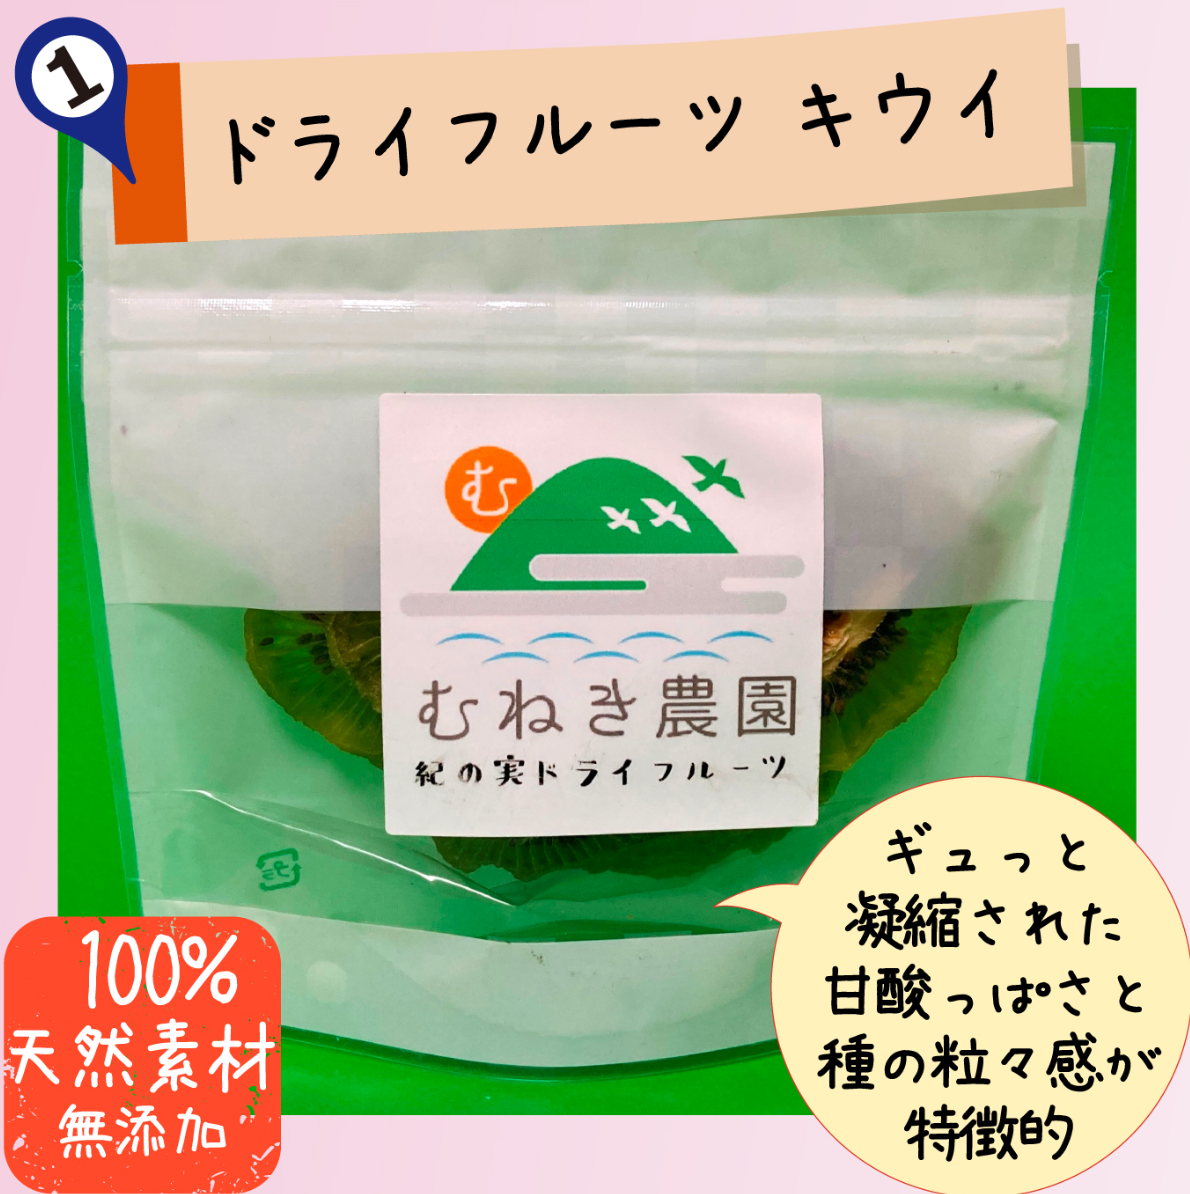 1
ドライフルーツ キウイ
む
むねき農園
紀の実ドライフルーツ
プラ
ギュっと
凝縮された
甘酸っぱさと
種の粒々感が
特徴的
100%
天然素材
無添加